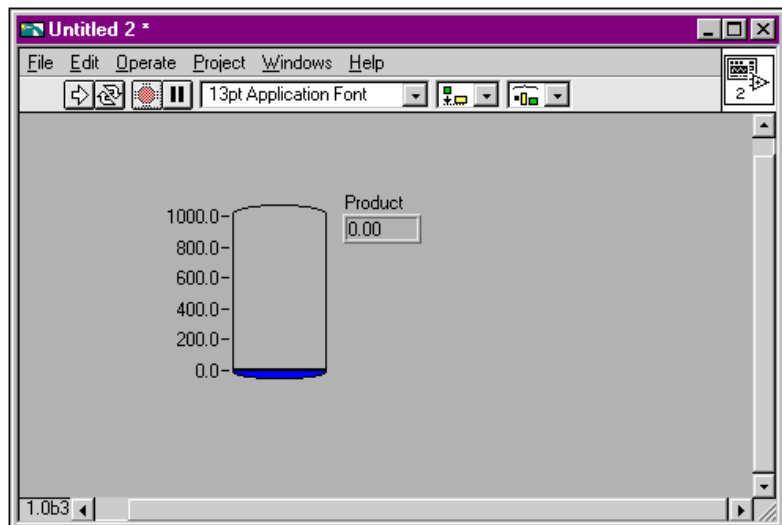 Untitled 2 *
File Edit Operate Project Windows Help
13pt Application Font
2
Product
0.00
1000.0
800.0
600.0
400.0
200.0
0.0
1.0b3